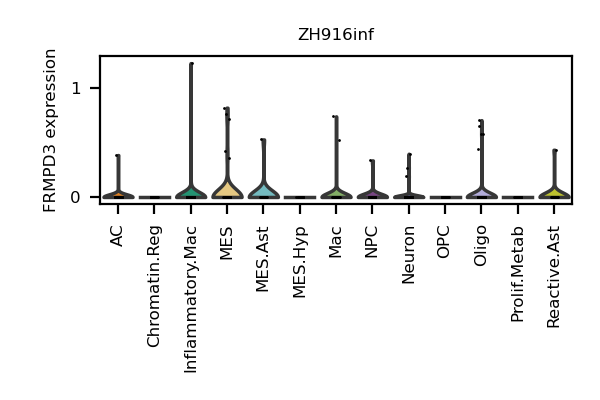 ZH916inf
FRMPD3 expression
1
0
AC
Chromatin.Reg
Inflammatory.Mac
MES
MES.Ast
MES.Hyp
Mac
NPC
Neuron
OPC
Oligo
Prolif.Metab
Reactive.Ast